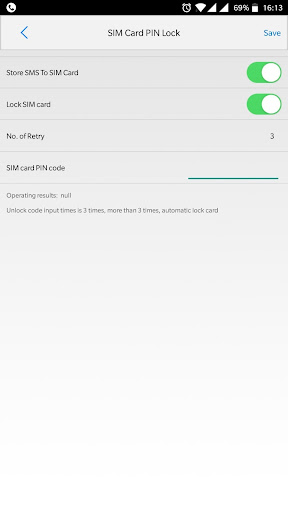 69% 16:13
SIM Card PIN Lock Save
Store SMS To SIM Card
Lock SIM card
No. of Retry 3
SIM card PIN code
Operating results: null
Unlock code input times is 3 times, more than 3 times, automatic lock card